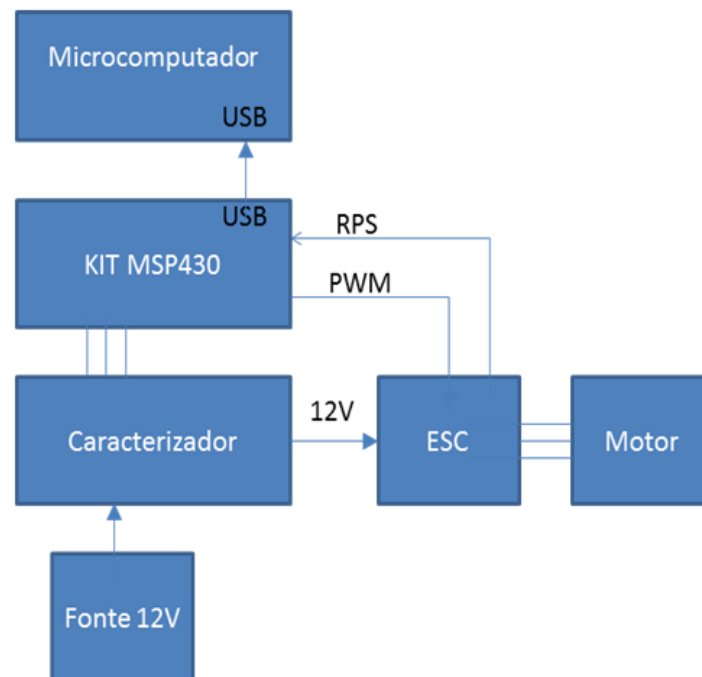 Microcomputador
USB
USB
KIT MSP430
RPS
PWM
Caracterizador
12V
ESC
Motor
Fonte 12V